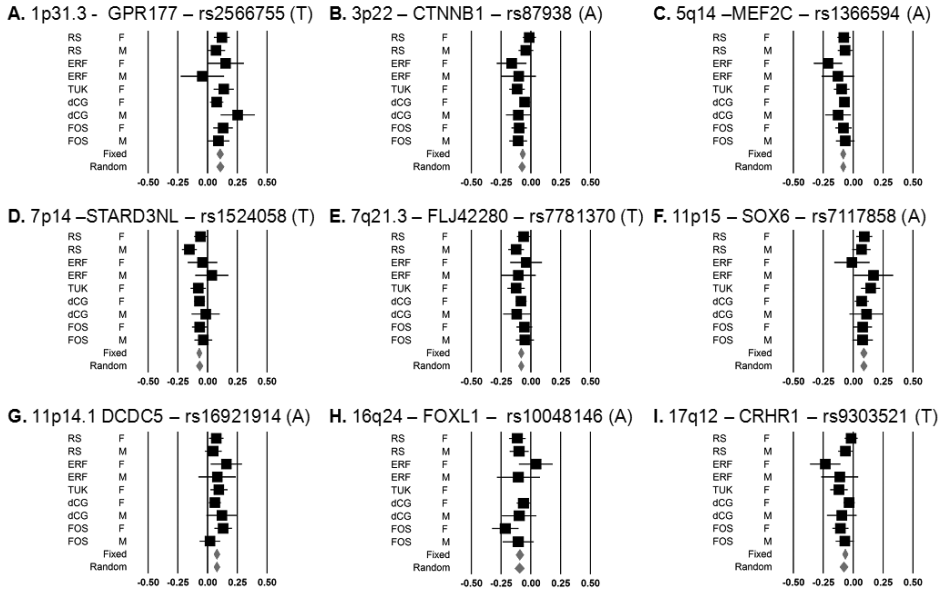 A. 1p31.3 - GPR177 – rs2566755 (T)
RS F
RS M
ERF F
ERF M
TUK F
dCG F
dCG M
FOS F
FOS M
Fixed
Random
-0.50 -0.25 0.00 0.25 0.50
B. 3p22 – CTNNB1 – rs87938 (A)
RS F
RS M
ERF F
ERF M
TUK F
dCG F
dCG M
FOS F
FOS M
Fixed
Random
-0.50 -0.25 0.00 0.25 0.50
C. 5q14 –MEF2C – rs1366594 (A)
RS F
RS M
ERF F
ERF M
TUK F
dCG F
dCG M
FOS F
FOS M
Fixed
Random
-0.50 -0.25 0.00 0.25 0.50
D. 7p14 –STARD3NL – rs1524058 (T)
RS F
RS M
ERF F
ERF M
TUK F
dCG F
dCG M
FOS F
FOS M
Fixed
Random
-0.50 -0.25 0.00 0.25 0.50
E. 7q21.3 – FLJ42280 – rs7781370 (T)
RS F
RS M
ERF F
ERF M
TUK F
dCG F
dCG M
FOS F
FOS M
Fixed
Random
-0.50 -0.25 0.00 0.25 0.50
F. 11p15 – SOX6 – rs7117858 (A)
RS F
RS M
ERF F
ERF M
TUK F
dCG F
dCG M
FOS F
FOS M
Fixed
Random
-0.50 -0.25 0.00 0.25 0.50
G. 11p14.1 DCDC5 – rs16921914 (A)
RS F
RS M
ERF F
ERF M
TUK F
dCG F
dCG M
FOS F
FOS M
Fixed
Random
-0.50 -0.25 0.00 0.25 0.50
H. 16q24 – FOXL1 – rs10048146 (A)
RS F
RS M
ERF F
ERF M
TUK F
dCG F
dCG M
FOS F
FOS M
Fixed
Random
-0.50 -0.25 0.00 0.25 0.50
I. 17q12 – CRHR1 – rs9303521 (T)
RS F
RS M
ERF F
ERF M
TUK F
dCG F
dCG M
FOS F
FOS M
Fixed
Random
-0.50 -0.25 0.00 0.25 0.50